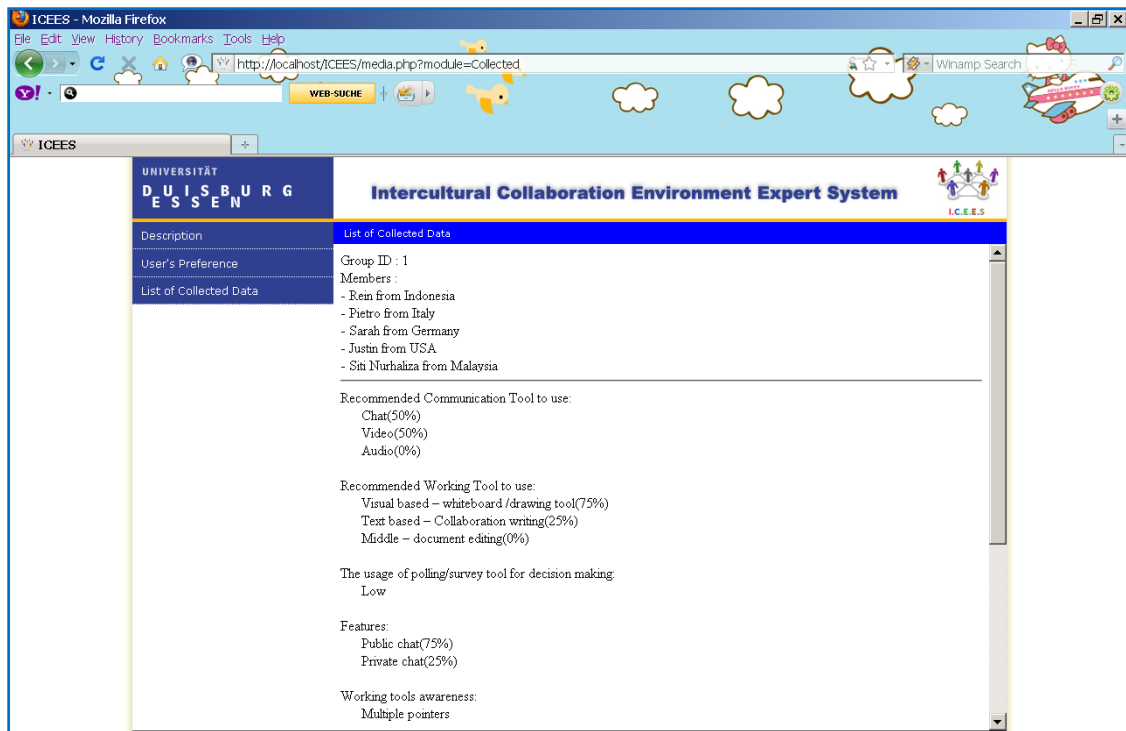 ICEES - Mozilla Firefox
File Edit View History Bookmarks Tools Help
http://localhost/ICEES/media.php?module=Collected
Winamp Search
WEB-SUCHE
HELLO KITTY
ICEES
UNIVERSITÄT
DUISBURG
ESSEN
Intercultural Collaboration Environment Expert System
I.C.E.E.S
Description
User's Preference
List of Collected Data
List of Collected Data
Group ID : 1
Members :
- Rein from Indonesia
- Pietro from Italy
- Sarah from Germany
- Justin from USA
- Siti Nurhaliza from Malaysia
Recommended Communication Tool to use:
Chat(50%)
Video(50%)
Audio(0%)
Recommended Working Tool to use:
Visual based – whiteboard /drawing tool(75%)
Text based – Collaboration writing(25%)
Middle – document editing(0%)
The usage of polling/survey tool for decision making:
Low
Features:
Public chat(75%)
Private chat(25%)
Working tools awareness:
Multiple pointers